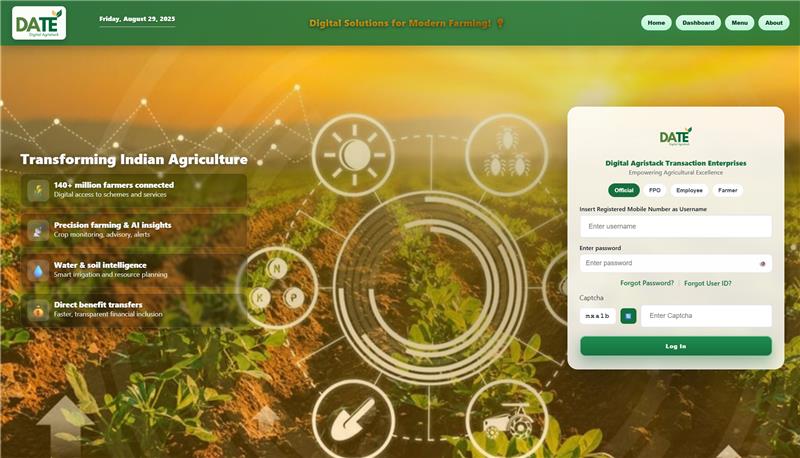 DATE
Digital Agristack
Friday, August 29, 2025
Digital Solutions for Modern Farming!
Home
Dashboard
Menu
About
Transforming Indian Agriculture
140+ million farmers connected
Digital access to schemes and services
Precision farming & AI insights
Crop monitoring, advisory, alerts
Water & soil intelligence
Smart irrigation and resource planning
Direct benefit transfers
Faster, transparent financial inclusion
N
K
P
DATE
Digital Agristack
Digital Agristack Transaction Enterprises
Empowering Agricultural Excellence
Official
FPO
Employee
Farmer
Insert Registered Mobile Number as Username
Enter username
Enter password
Enter password
Forgot Password?
Forgot User ID?
Captcha
nxalb
Enter Captcha
Log In